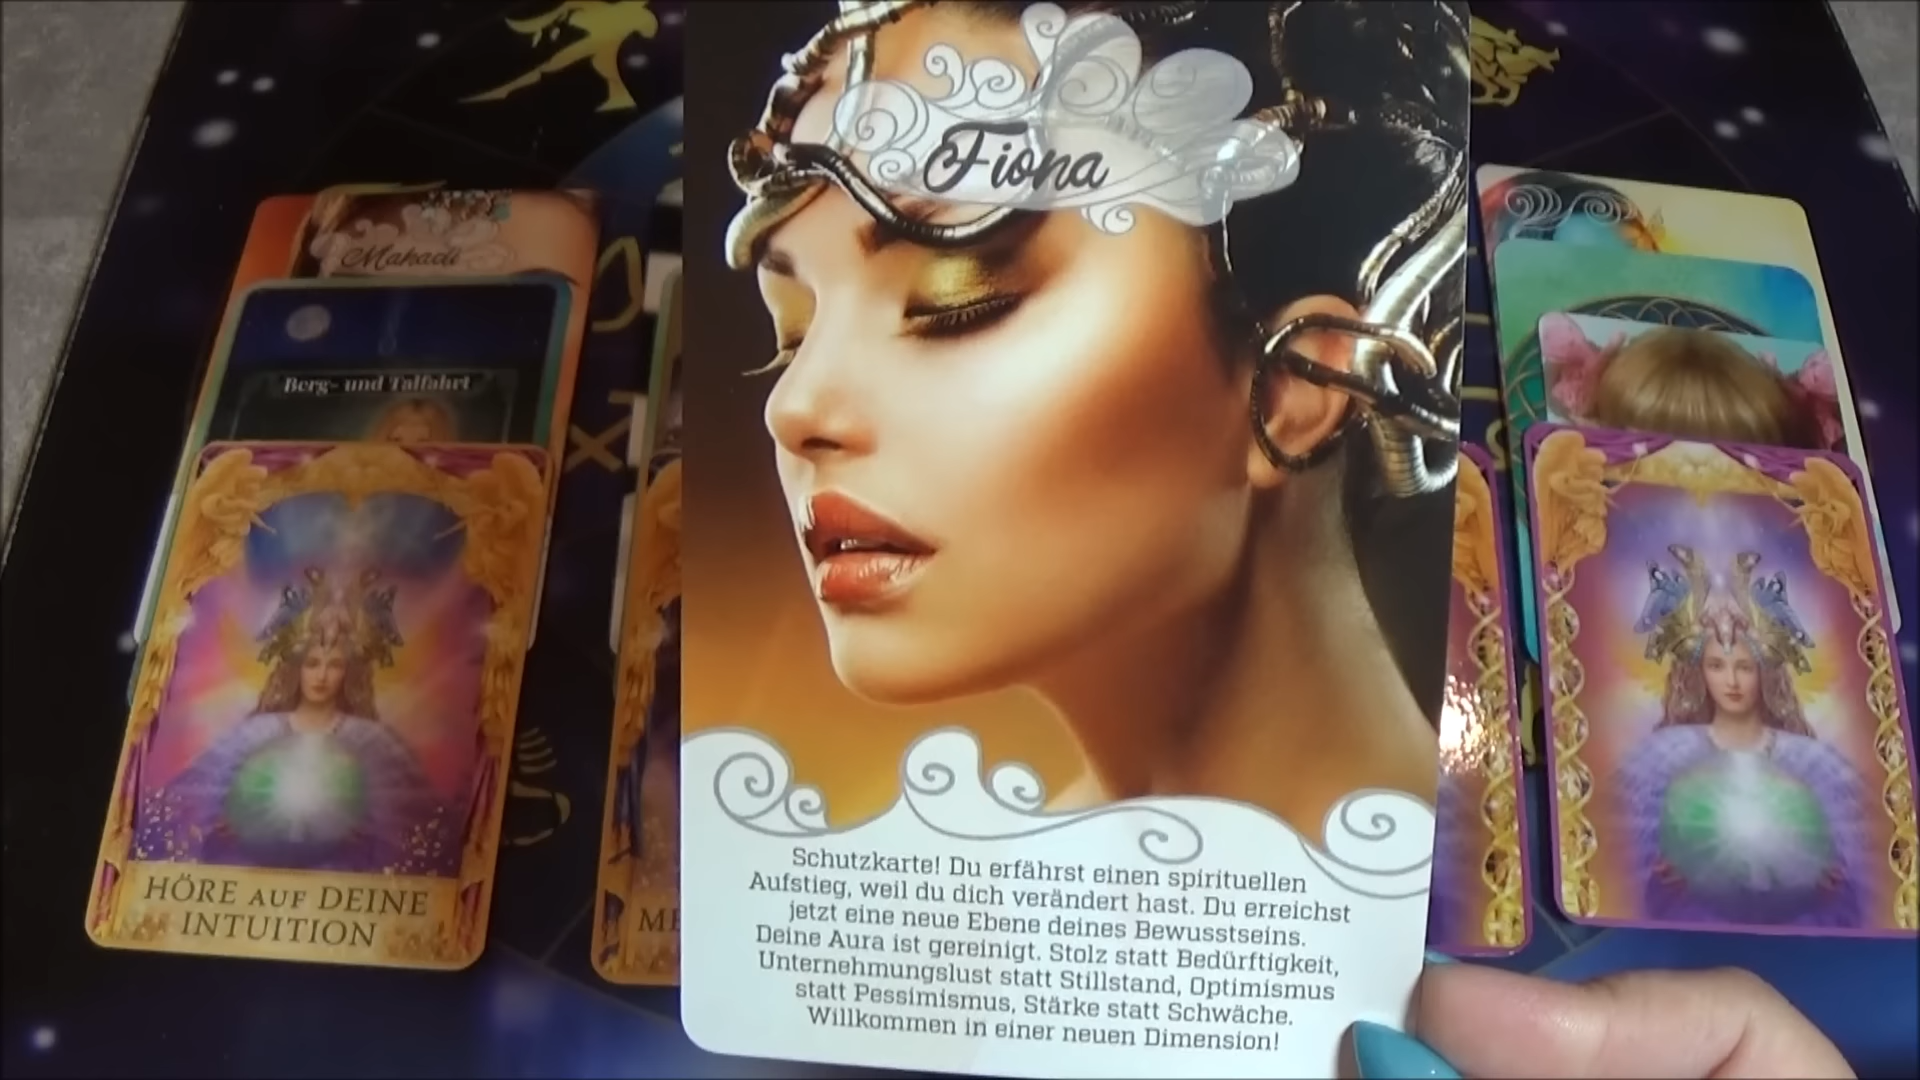 Fiona
Makadi
Berg- und Talfahrt
HÖRE AUF DEINE
INTUITION
ME
Schutzkarte! Du erfährst einen spirituellen
Aufstieg, weil du dich verändert hast. Du erreichst
jetzt eine neue Ebene deines Bewusstseins.
Deine Aura ist gereinigt. Stolz statt Bedürftigkeit,
Unternehmungslust statt Stillstand, Optimismus
statt Pessimismus, Stärke statt Schwäche.
Willkommen in einer neuen Dimension!